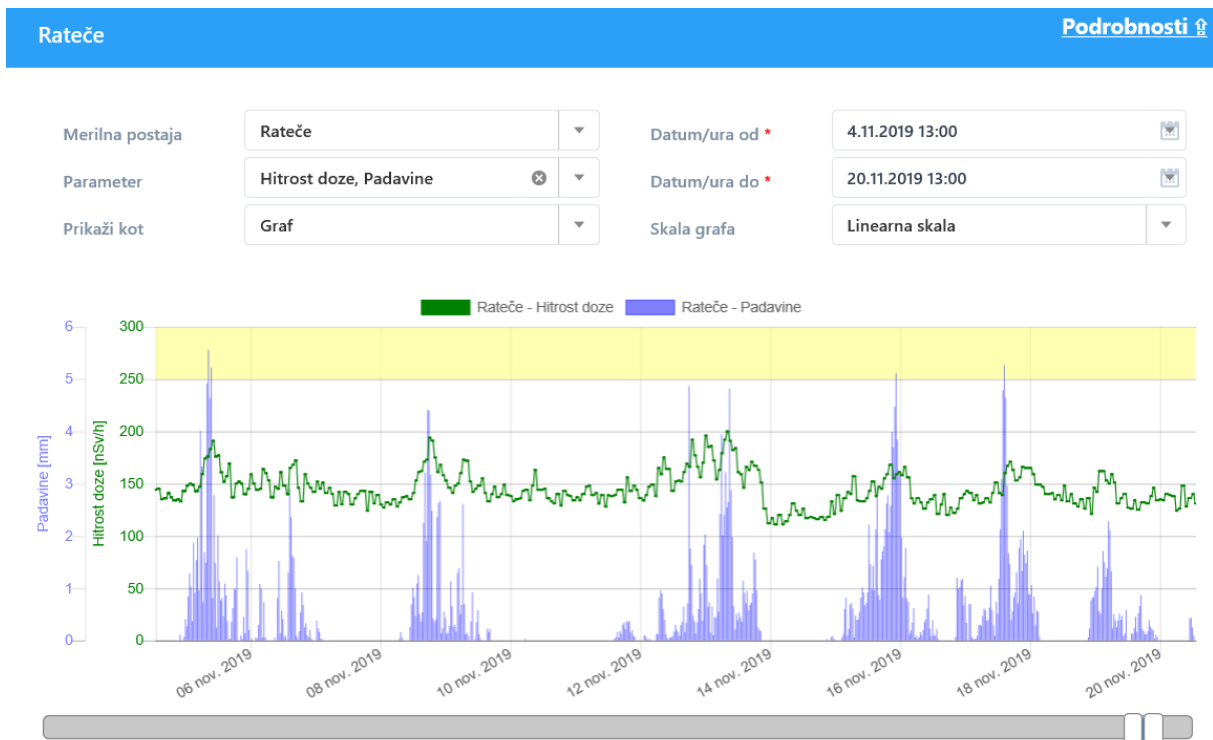 Rateče
Podrobnosti ⇪
Merilna postaja Rateče Datum/ura od * 4.11.2019 13:00
Parameter Hitrost doze, Padavine Datum/ura do * 20.11.2019 13:00
Prikaži kot Graf Skala grafa Linearna skala
Rateče - Hitrost doze Rateče - Padavine
6 300
5 250
4 200
3 150
2 100
1 50
0 0
Padavine [mm]
Hitrost doze [nSv/h]
06 nov. 2019 08 nov. 2019 10 nov. 2019 12 nov. 2019 14 nov. 2019 16 nov. 2019 18 nov. 2019 20 nov. 2019